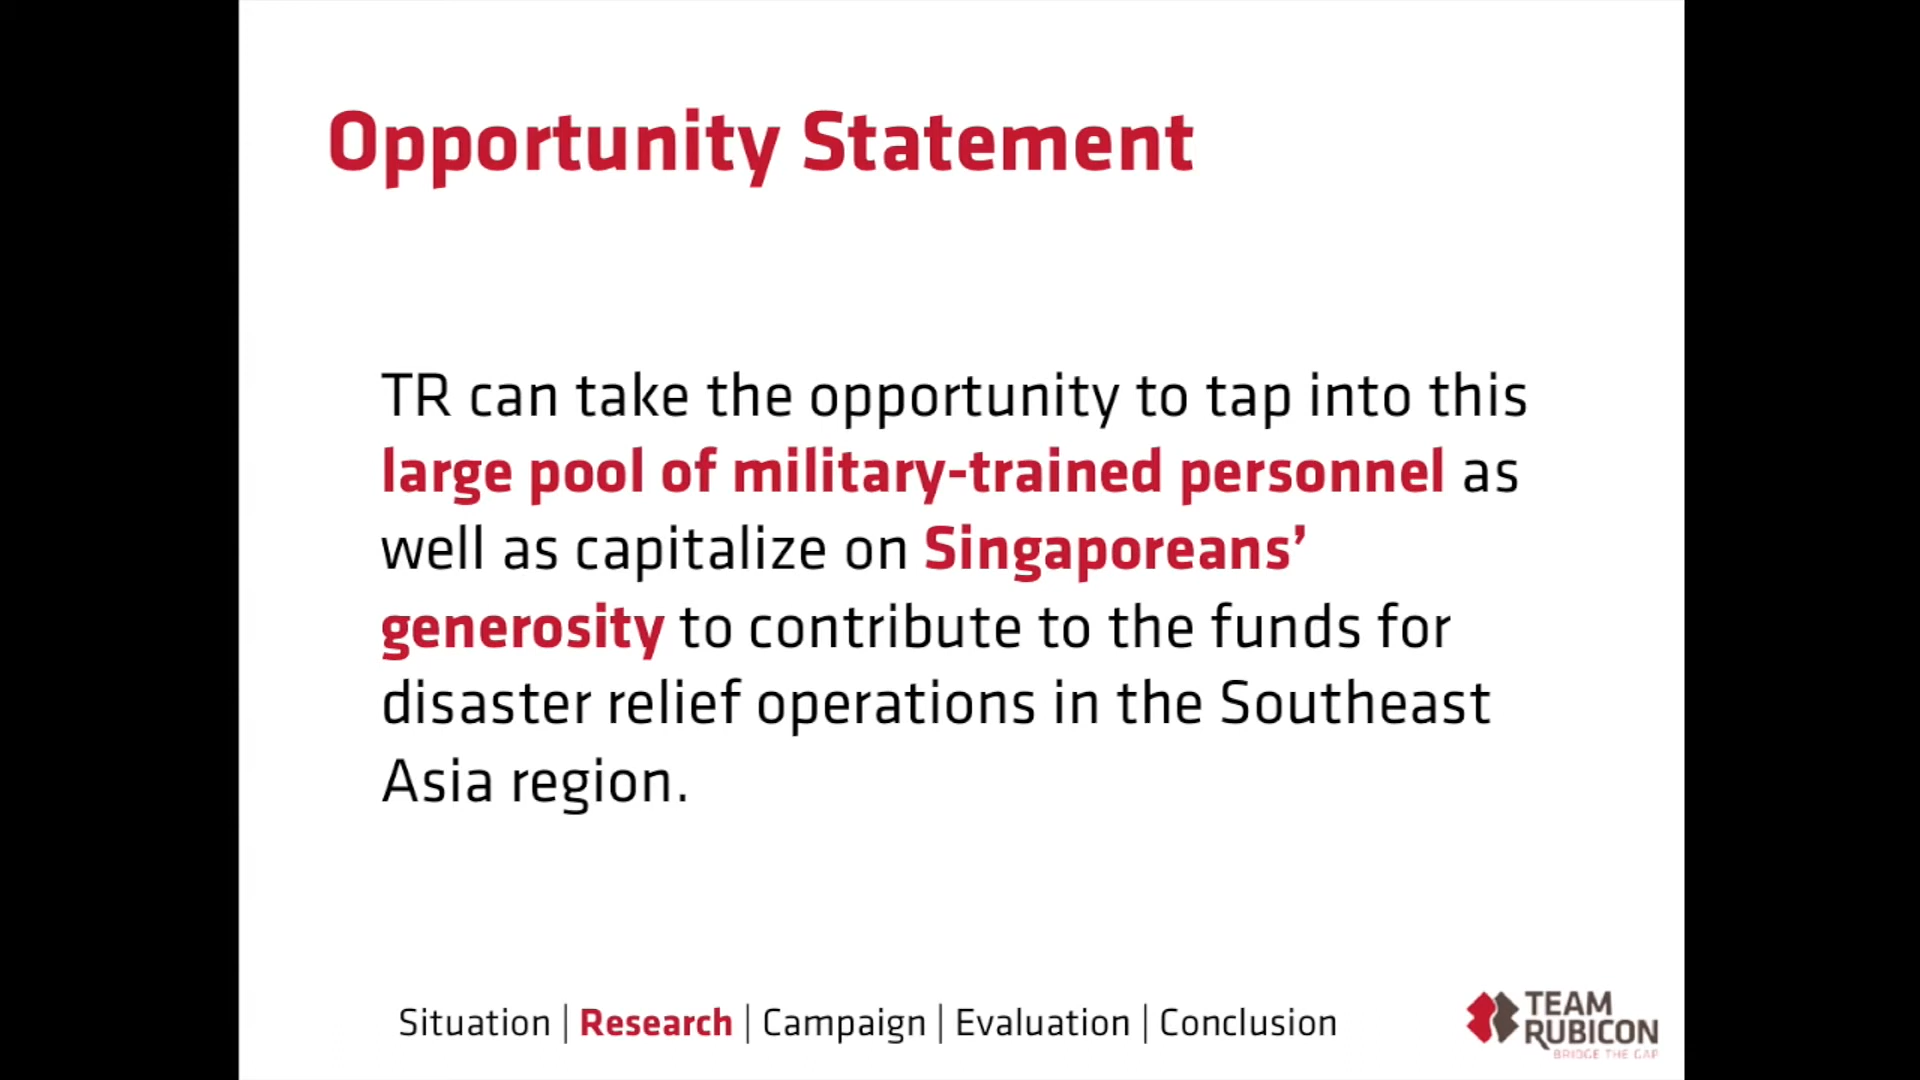 Opportunity Statement
TR can take the opportunity to tap into this
large pool of military-trained personnel as
well as capitalize on Singaporeans’
generosity to contribute to the funds for
disaster relief operations in the Southeast
Asia region.
Situation | Research | Campaign | Evaluation | Conclusion
TEAM
RUBICON
BRIDGE THE GAP